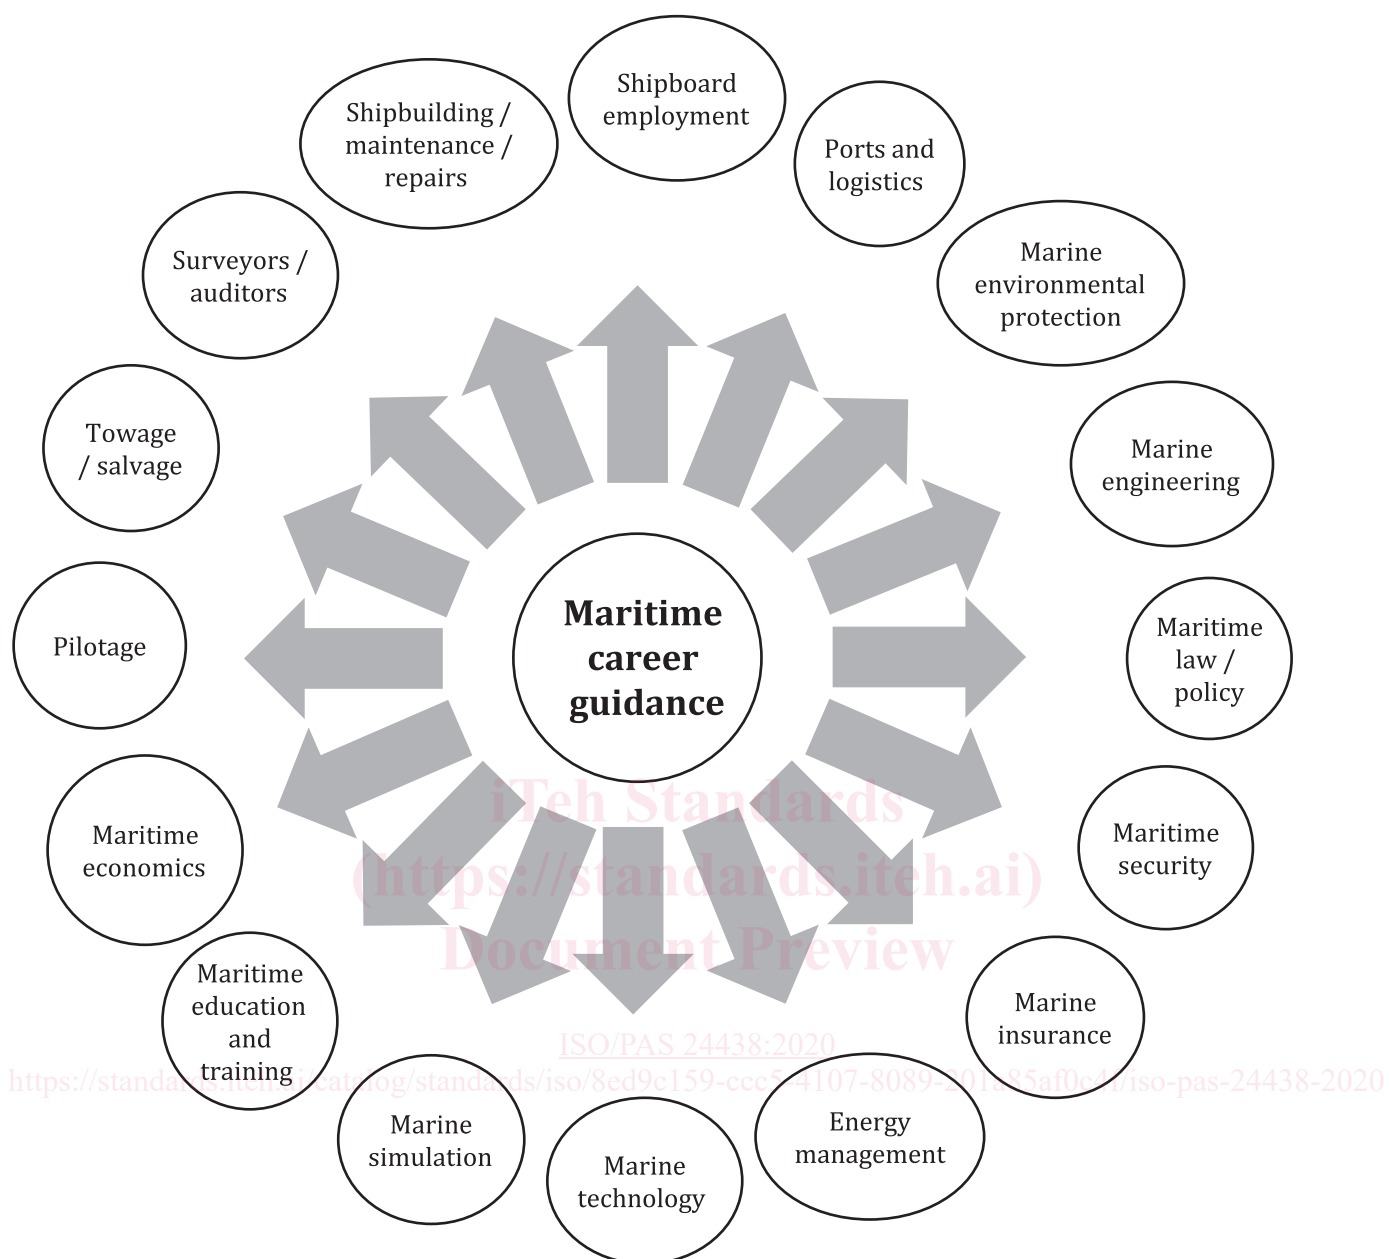 Shipboard
employment
Shipbuilding /
maintenance /
repairs
Ports and
logistics
Surveyors /
auditors
Marine
environmental
protection
Towage
/ salvage
Marine
engineering
Maritime
career
guidance
Pilotage
Maritime
law /
policy
Maritime
economics
Maritime
security
iTeh Standards
(https://standards.iteh.ai)
Document Preview
Maritime
education
and
training
Marine
insurance
ISO/PAS 24438:2020
https://standards.iteh.ai/catalog/standards/iso/8ed9c159-ccc5-4107-8089-201a85af0c4f/iso-pas-24438-2020
Marine
simulation
Energy
management
Marine
technology